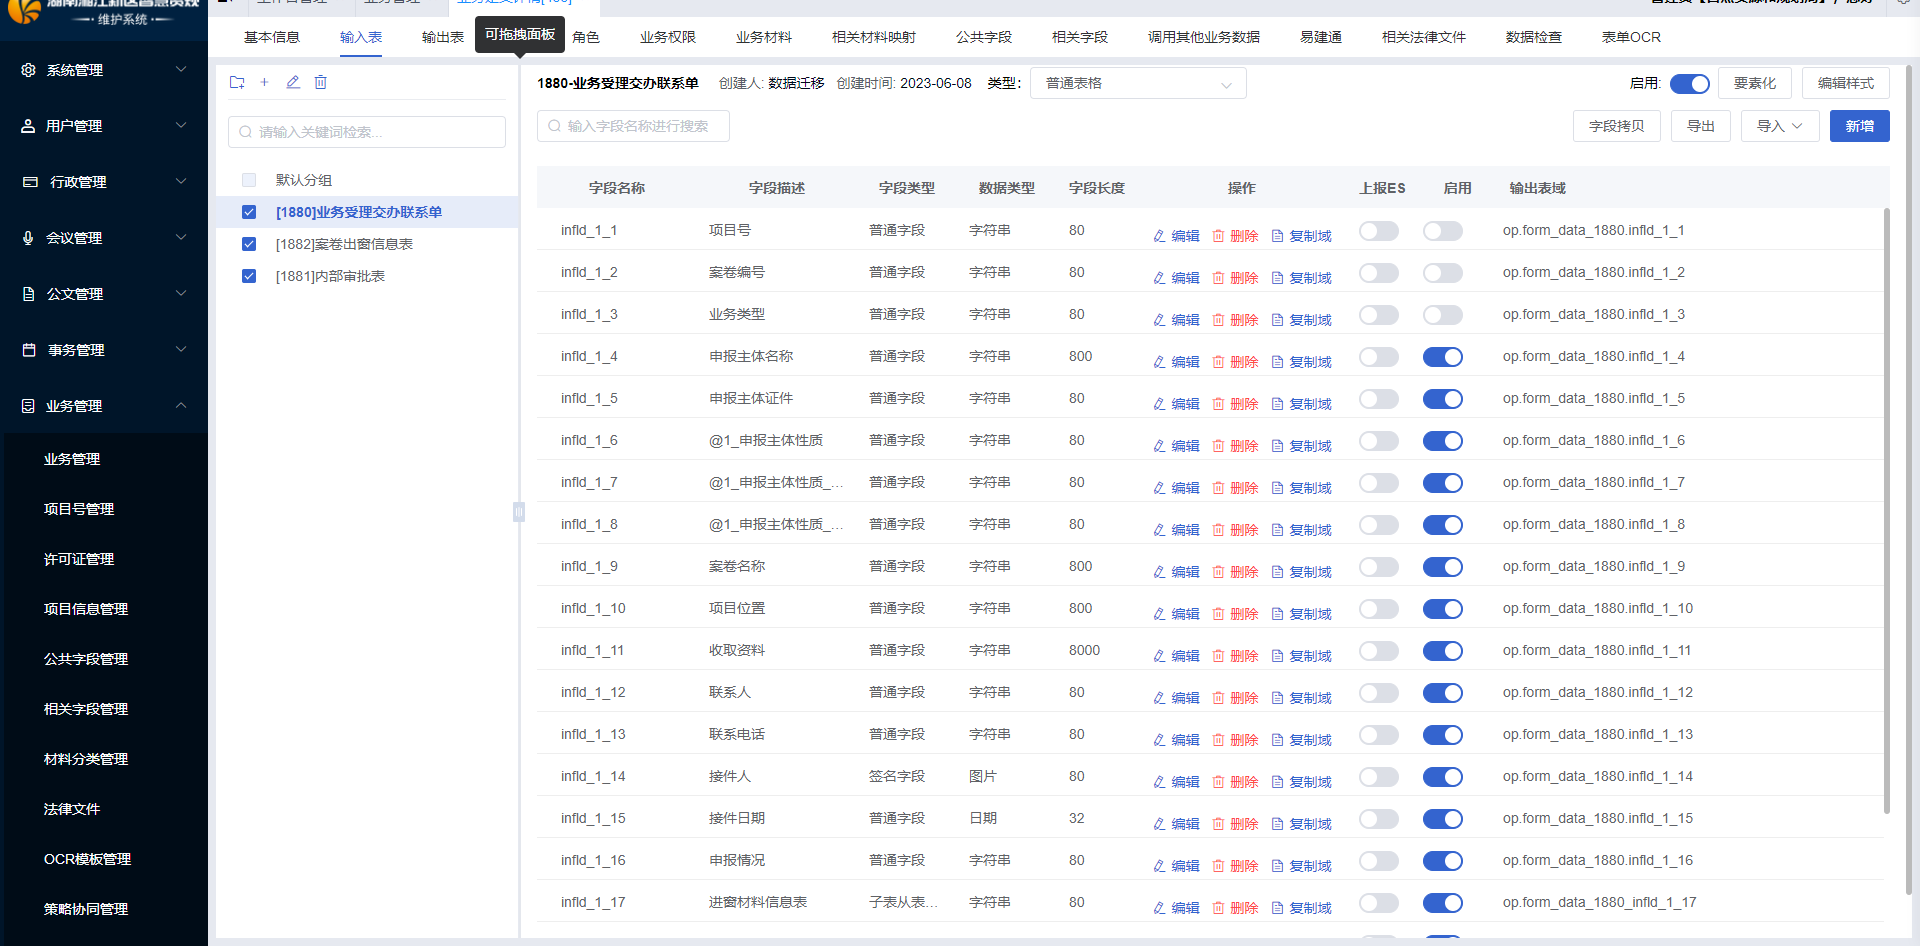 维护系统
系统管理
用户管理
行政管理
会议管理
公文管理
事务管理
业务管理
业务管理
项目号管理
许可证管理
项目信息管理
公共字段管理
相关字段管理
材料分类管理
法律文件
OCR模板管理
策略协同管理
基本信息 输入表 输出表 可拖拽面板 角色 业务权限 业务材料 相关材料映射 公共字段 相关字段 调用其他业务数据 易建通 相关法律文件 数据检查 表单OCR
请输入关键词检索...
默认分组
[1880]业务受理交办联系单
[1882]案卷出窗信息表
[1881]内部审批表
1880-业务受理交办联系单 创建人: 数据迁移 创建时间: 2023-06-08 类型: 普通表格 启用: 要素化 编辑样式
输入字段名称进行搜索 字段拷贝 导出 导入 新增
字段名称 字段描述 字段类型 数据类型 字段长度 操作 上报ES 启用 输出表域
infld_1_1 项目号 普通字段 字符串 80 编辑 删除 复制域 op.form_data_1880.infld_1_1
infld_1_2 案卷编号 普通字段 字符串 80 编辑 删除 复制域 op.form_data_1880.infld_1_2
infld_1_3 业务类型 普通字段 字符串 80 编辑 删除 复制域 op.form_data_1880.infld_1_3
infld_1_4 申报主体名称 普通字段 字符串 800 编辑 删除 复制域 op.form_data_1880.infld_1_4
infld_1_5 申报主体证件 普通字段 字符串 80 编辑 删除 复制域 op.form_data_1880.infld_1_5
infld_1_6 @1_申报主体性质 普通字段 字符串 80 编辑 删除 复制域 op.form_data_1880.infld_1_6
infld_1_7 @1_申报主体性质_... 普通字段 字符串 80 编辑 删除 复制域 op.form_data_1880.infld_1_7
infld_1_8 @1_申报主体性质_... 普通字段 字符串 80 编辑 删除 复制域 op.form_data_1880.infld_1_8
infld_1_9 案卷名称 普通字段 字符串 800 编辑 删除 复制域 op.form_data_1880.infld_1_9
infld_1_10 项目位置 普通字段 字符串 800 编辑 删除 复制域 op.form_data_1880.infld_1_10
infld_1_11 收取资料 普通字段 字符串 8000 编辑 删除 复制域 op.form_data_1880.infld_1_11
infld_1_12 联系人 普通字段 字符串 80 编辑 删除 复制域 op.form_data_1880.infld_1_12
infld_1_13 联系电话 普通字段 字符串 80 编辑 删除 复制域 op.form_data_1880.infld_1_13
infld_1_14 接件人 签名字段 图片 80 编辑 删除 复制域 op.form_data_1880.infld_1_14
infld_1_15 接件日期 普通字段 日期 32 编辑 删除 复制域 op.form_data_1880.infld_1_15
infld_1_16 申报情况 普通字段 字符串 80 编辑 删除 复制域 op.form_data_1880.infld_1_16
infld_1_17 进窗材料信息表 子表从表... 字符串 80 编辑 删除 复制域 op.form_data_1880_infld_1_17